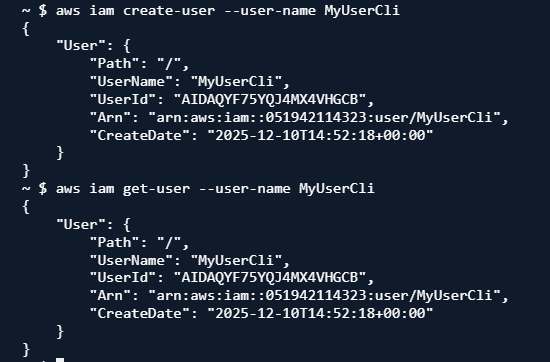 ~ $ aws iam create-user --user-name MyUserCli
{
    "User": {
        "Path": "/",
        "UserName": "MyUserCli",
        "UserId": "AIDAQYF75YQJ4MX4VHGCB",
        "Arn": "arn:aws:iam::051942114323:user/MyUserCli",
        "CreateDate": "2025-12-10T14:52:18+00:00"
    }
}
~ $ aws iam get-user --user-name MyUserCli
{
    "User": {
        "Path": "/",
        "UserName": "MyUserCli",
        "UserId": "AIDAQYF75YQJ4MX4VHGCB",
        "Arn": "arn:aws:iam::051942114323:user/MyUserCli",
        "CreateDate": "2025-12-10T14:52:18+00:00"
    }
}